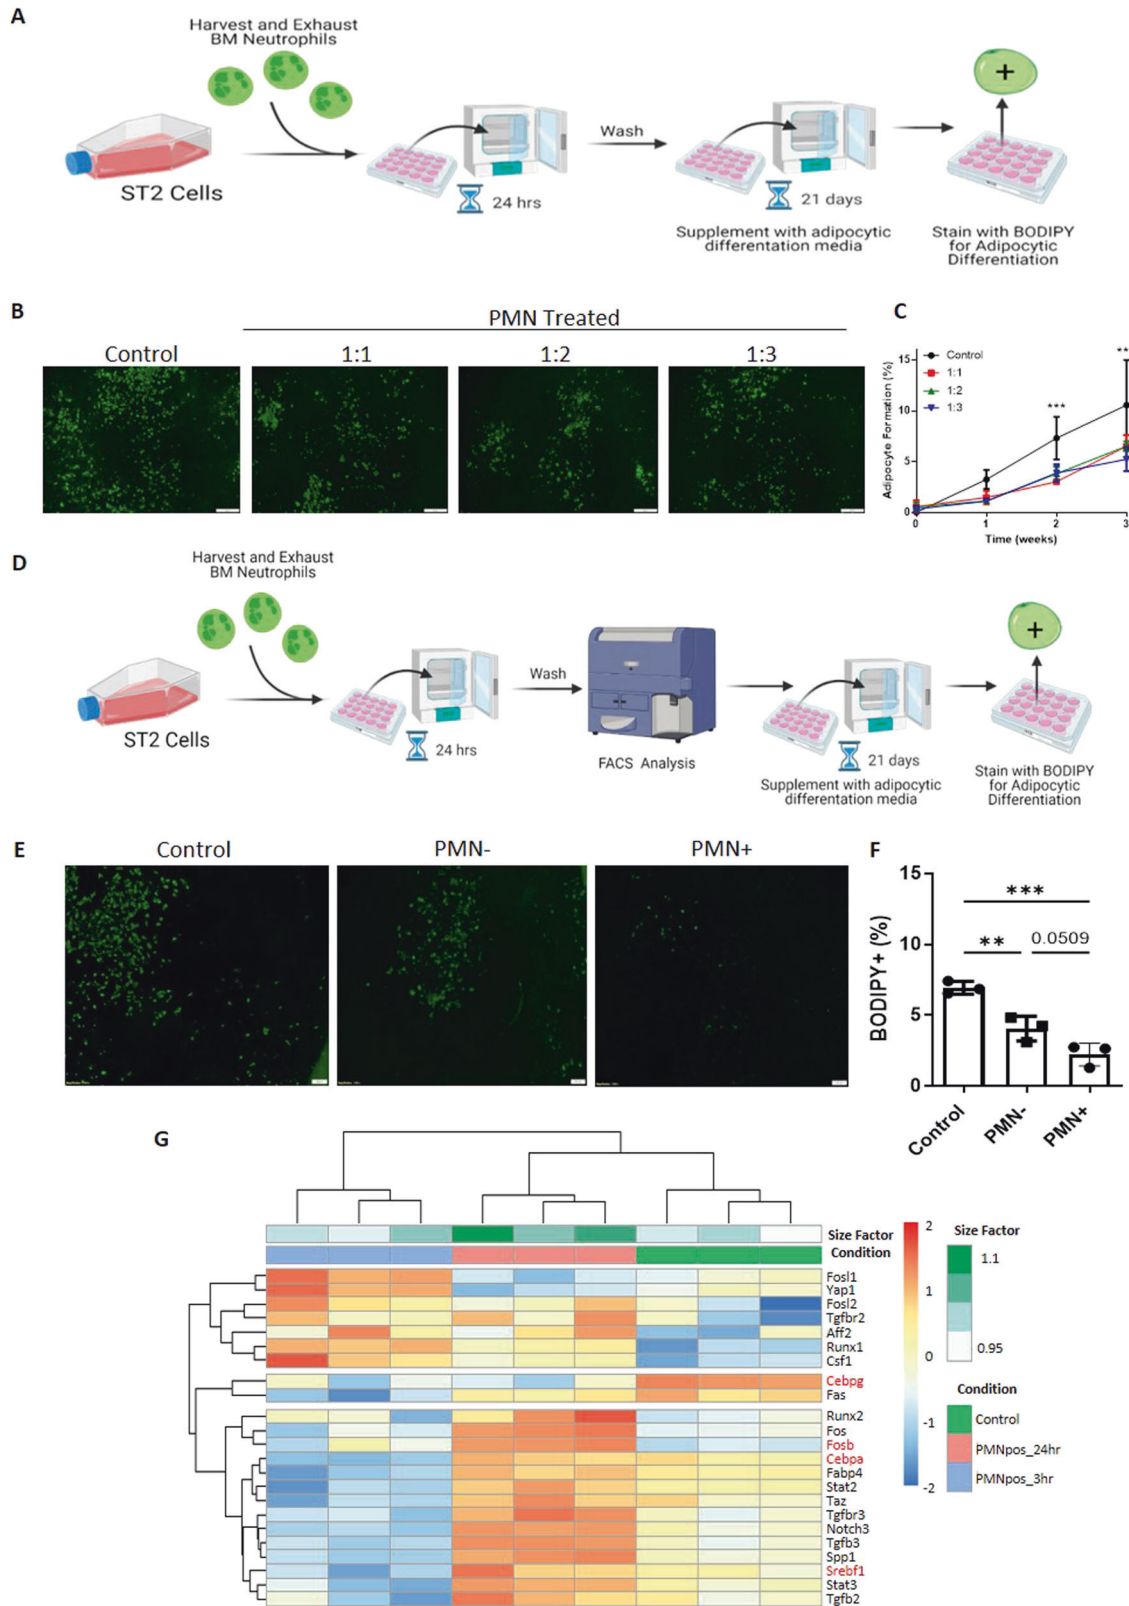 A
Harvest and Exhaust
BM Neutrophils
ST2 Cells
24 hrs
Wash
21 days
Supplement with adipocytic
differentation media
+
Stain with BODIPY
for Adipocytic
Differentiation
B
PMN Treated
Control
1:1
1:2
1:3
C
Adipocyte Formation (%)
15
10
5
0
Control
1:1
1:2
1:3
***
**
0
1
2
3
Time (weeks)
D
Harvest and Exhaust
BM Neutrophils
ST2 Cells
24 hrs
Wash
FACS Analysis
21 days
Supplement with adipocytic
differentation media
+
Stain with BODIPY
for Adipocytic
Differentiation
E
Control
PMN-
PMN+
F
BODIPY+ (%)
15
10
5
0
***
**
0.0509
Control
PMN-
PMN+
G
Size Factor
Condition
Fosl1
Yap1
Fosl2
Tgfbr2
Aff2
Runx1
Csf1
Cebpg
Fas
Runx2
Fos
Fosb
Cebpa
Fabp4
Stat2
Taz
Tgfbr3
Notch3
Tgfb3
Spp1
Srebf1
Stat3
Tgfb2
2
1
0
-1
-2
Size Factor
1.1
0.95
Condition
Control
PMNpos_24hr
PMNpos_3hr